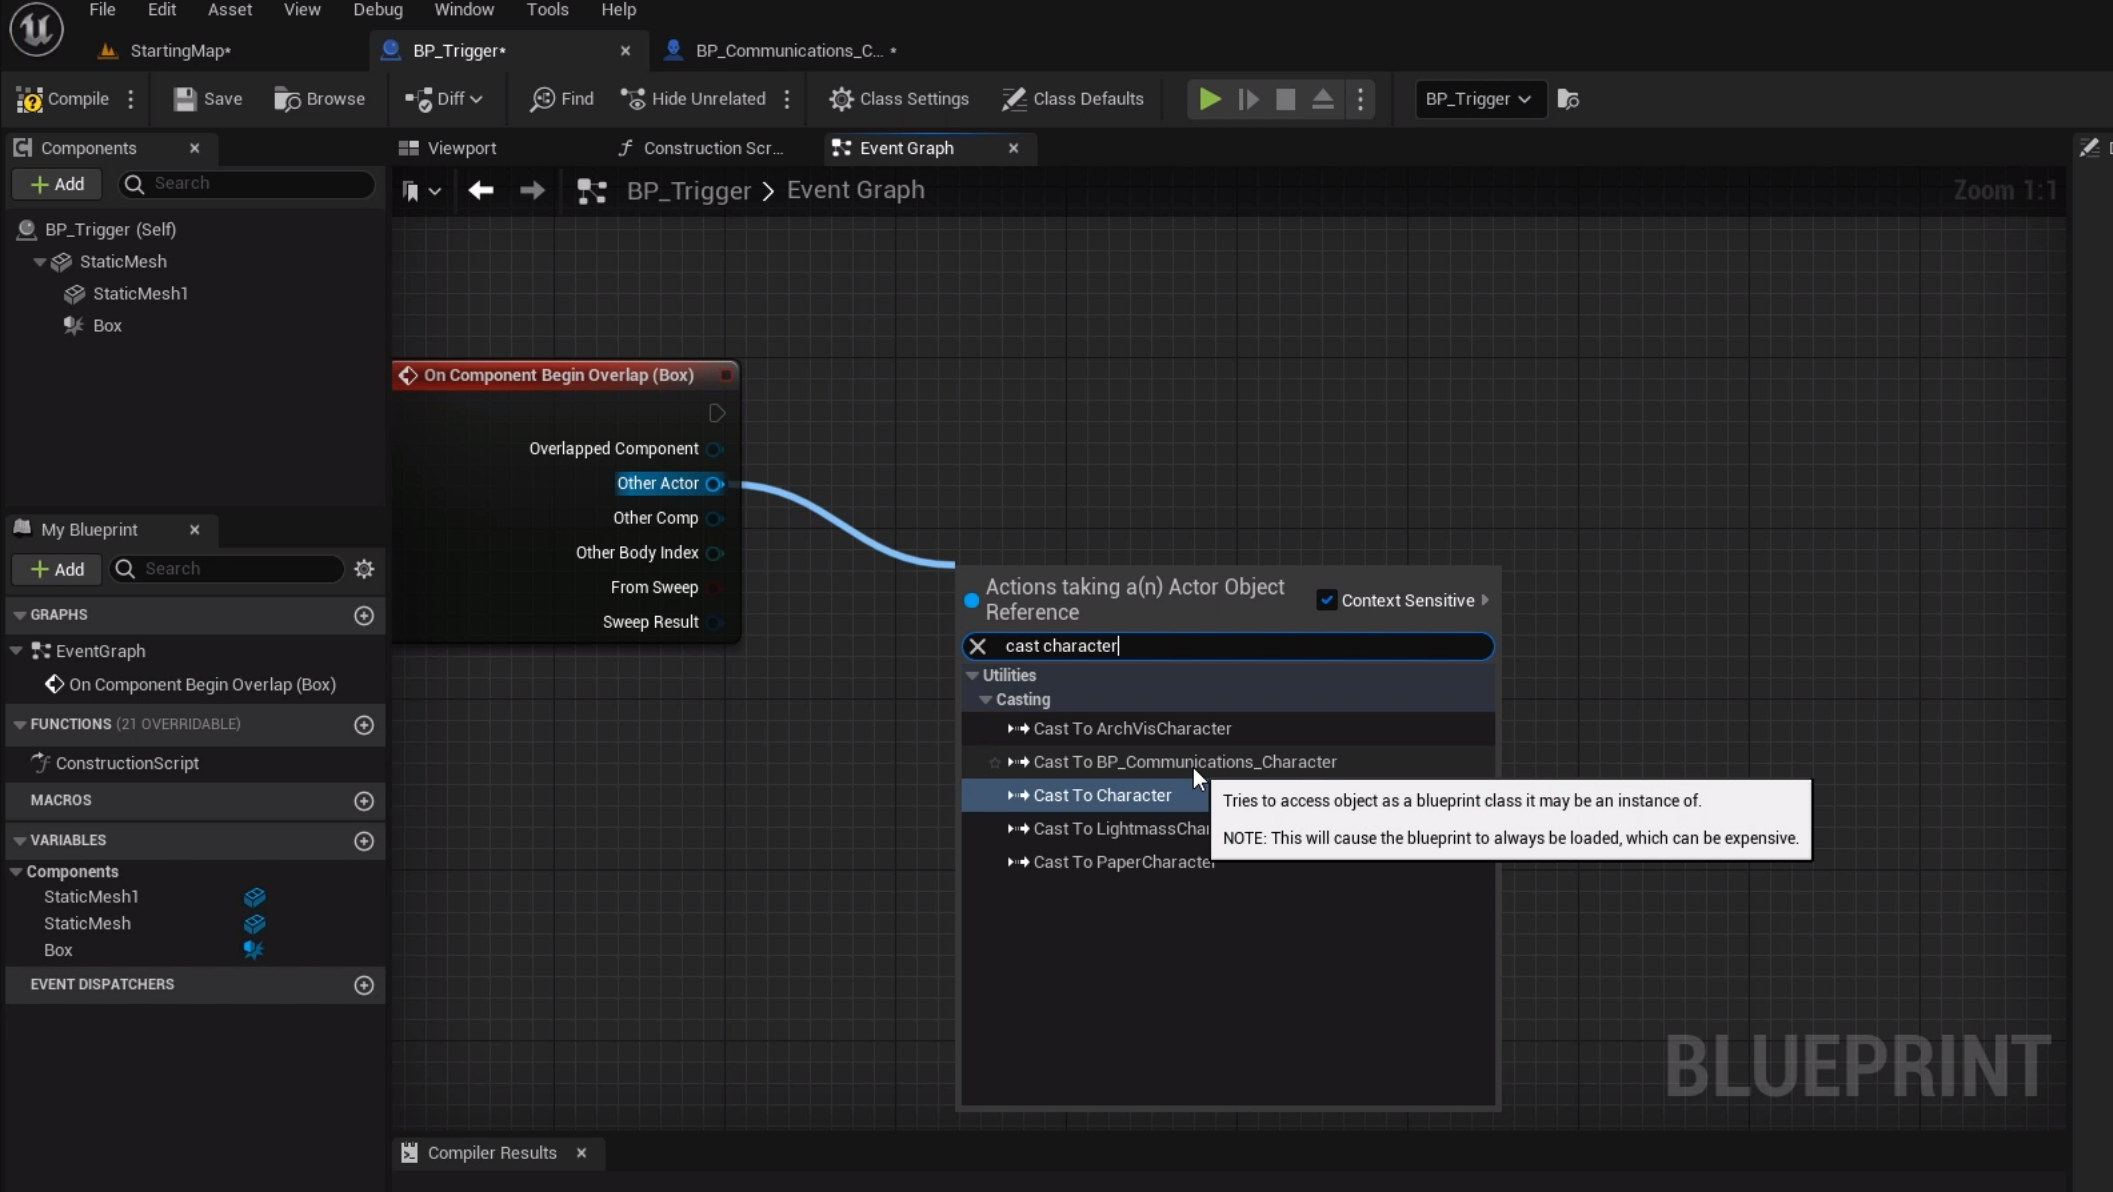 File Edit Asset View Debug Window Tools Help
StartingMap* BP_Trigger* BP_Communications_C... *
Compile Save Browse Diff Find Hide Unrelated Class Settings Class Defaults BP_Trigger
Components Viewport Construction Scr... Event Graph
Add Search
BP_Trigger > Event Graph Zoom 1:1
BP_Trigger (Self)
StaticMesh
StaticMesh1
Box
On Component Begin Overlap (Box)
Overlapped Component
Other Actor
Other Comp
Other Body Index
From Sweep
Sweep Result
My Blueprint
Add Search
GRAPHS
EventGraph
On Component Begin Overlap (Box)
FUNCTIONS (21 OVERRIDABLE)
ConstructionScript
MACROS
VARIABLES
Components
StaticMesh1
StaticMesh
Box
EVENT DISPATCHERS
Actions taking a(n) Actor Object
Reference
Context Sensitive
cast character
Utilities
Casting
Cast To ArchVisCharacter
Cast To BP_Communications_Character
Cast To Character
Cast To LightmassChar
Cast To PaperCharacter
Tries to access object as a blueprint class it may be an instance of.
NOTE: This will cause the blueprint to always be loaded, which can be expensive.
BLUEPRINT
Compiler Results